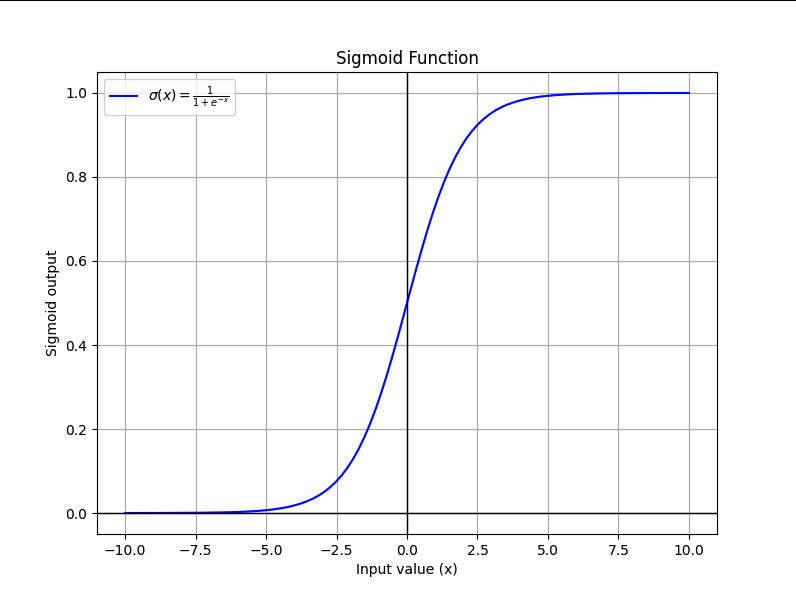 Sigmoid Function
σ(x) = 1/(1 + e^{−x})
1.0
0.8
0.6
0.4
0.2
0.0
Sigmoid output
−10.0 −7.5 −5.0 −2.5 0.0 2.5 5.0 7.5 10.0
Input value (x)